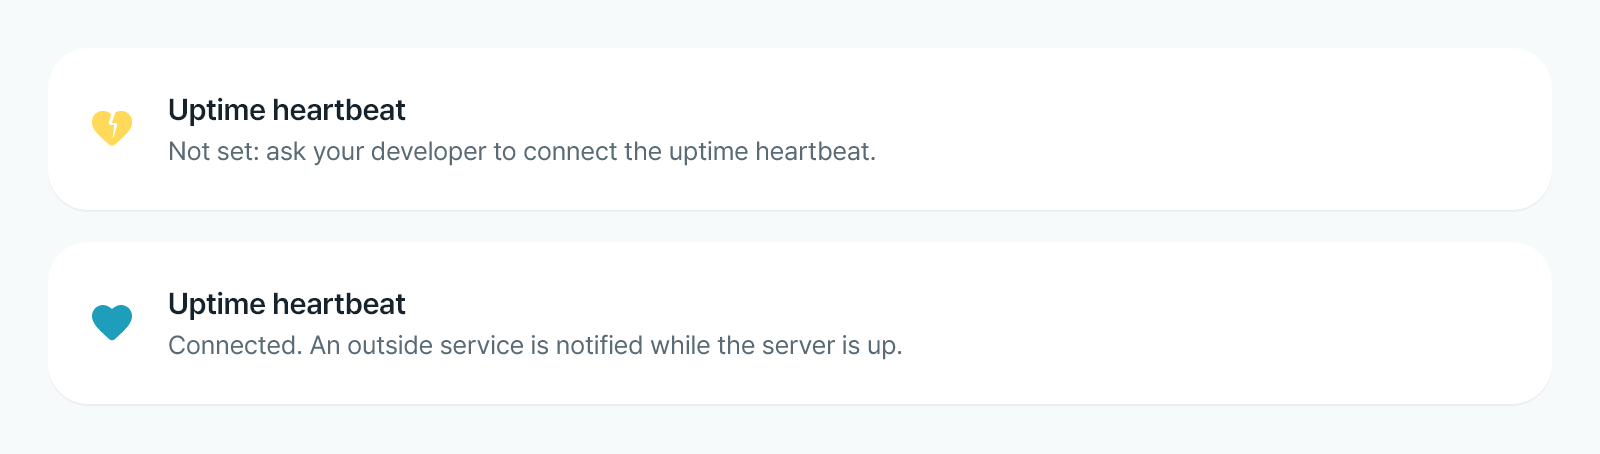 Uptime heartbeat
Not set: ask your developer to connect the uptime heartbeat.
Uptime heartbeat
Connected. An outside service is notified while the server is up.